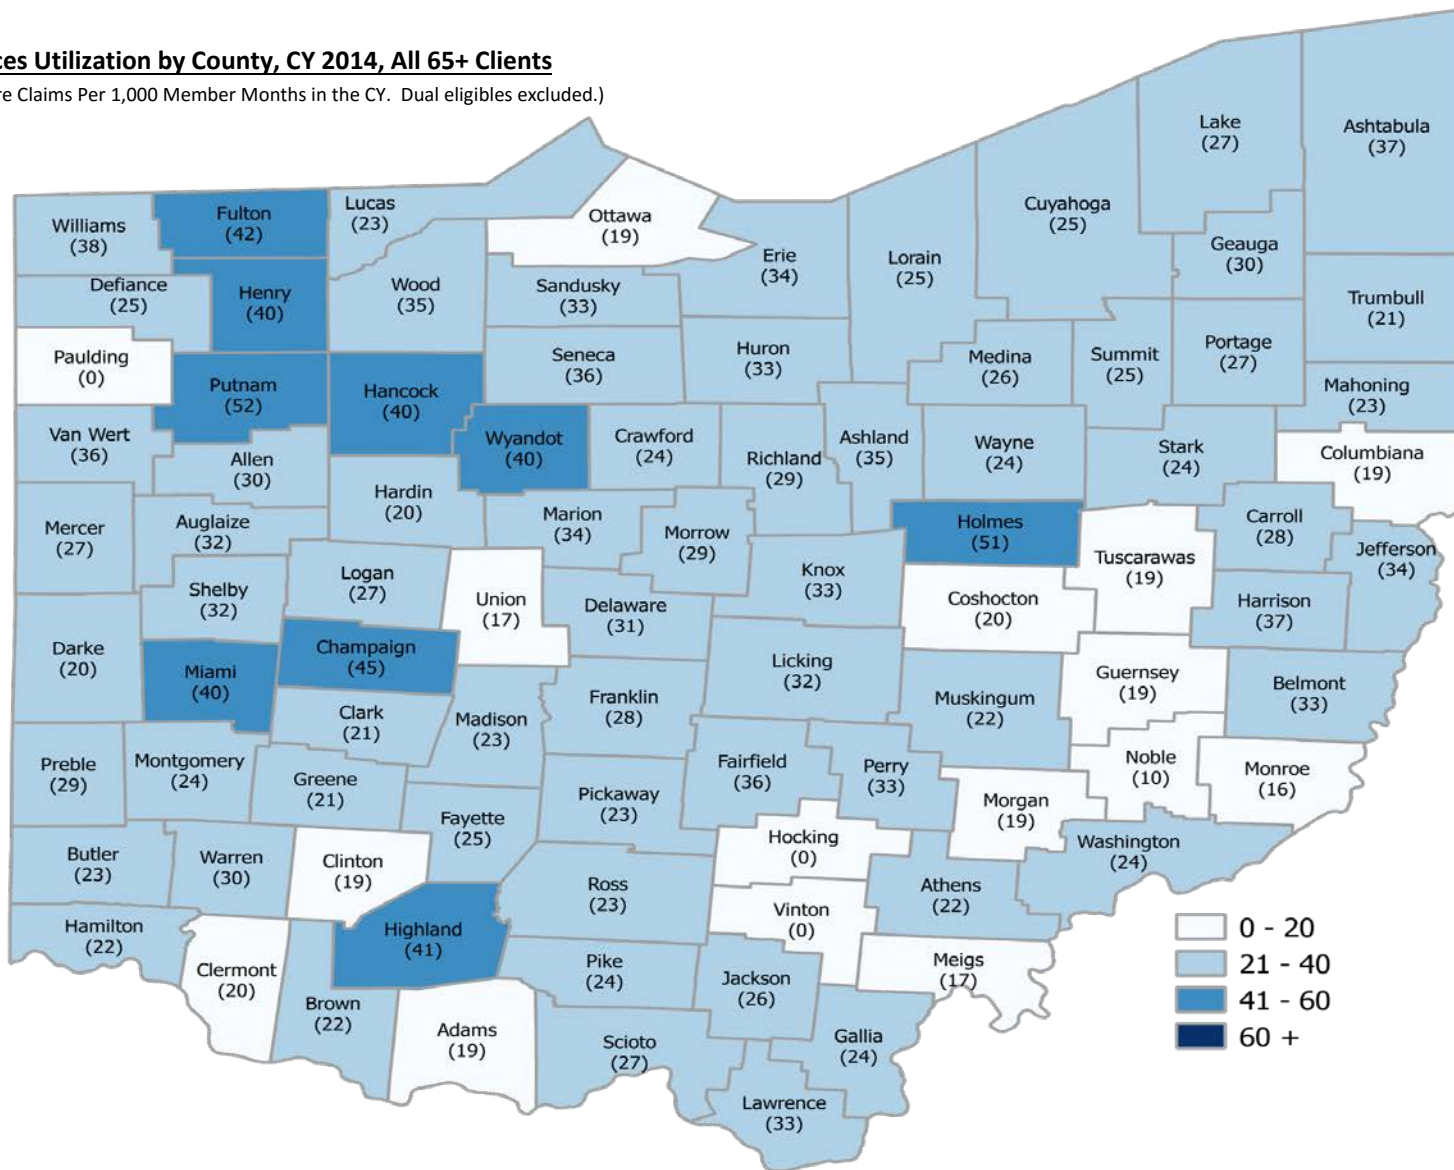 ces Utilization by County, CY 2014, All 65+ Clients
re Claims Per 1,000 Member Months in the CY.  Dual eligibles excluded.)
Lake
(27)
Ashtabula
(37)
Williams
(38)
Fulton
(42)
Lucas
(23)
Ottawa
(19)
Cuyahoga
(25)
Geauga
(30)
Erie
(34)
Lorain
(25)
Defiance
(25)
Henry
(40)
Wood
(35)
Sandusky
(33)
Trumbull
(21)
Paulding
(0)
Putnam
(52)
Hancock
(40)
Seneca
(36)
Huron
(33)
Medina
(26)
Summit
(25)
Portage
(27)
Mahoning
(23)
Van Wert
(36)
Allen
(30)
Wyandot
(40)
Crawford
(24)
Richland
(29)
Ashland
(35)
Wayne
(24)
Stark
(24)
Columbiana
(19)
Mercer
(27)
Auglaize
(32)
Hardin
(20)
Marion
(34)
Morrow
(29)
Holmes
(51)
Tuscarawas
(19)
Carroll
(28)
Jefferson
(34)
Shelby
(32)
Logan
(27)
Union
(17)
Delaware
(31)
Knox
(33)
Coshocton
(20)
Harrison
(37)
Darke
(20)
Miami
(40)
Champaign
(45)
Licking
(32)
Guernsey
(19)
Belmont
(33)
Clark
(21)
Madison
(23)
Franklin
(28)
Muskingum
(22)
Preble
(29)
Montgomery
(24)
Greene
(21)
Fairfield
(36)
Perry
(33)
Noble
(10)
Monroe
(16)
Fayette
(25)
Pickaway
(23)
Morgan
(19)
Butler
(23)
Warren
(30)
Clinton
(19)
Hocking
(0)
Washington
(24)
Ross
(23)
Athens
(22)
Hamilton
(22)
Highland
(41)
Vinton
(0)
Clermont
(20)
Pike
(24)
Jackson
(26)
Meigs
(17)
Brown
(22)
Adams
(19)
Scioto
(27)
Gallia
(24)
Lawrence
(33)
0 - 20
21 - 40
41 - 60
60 +